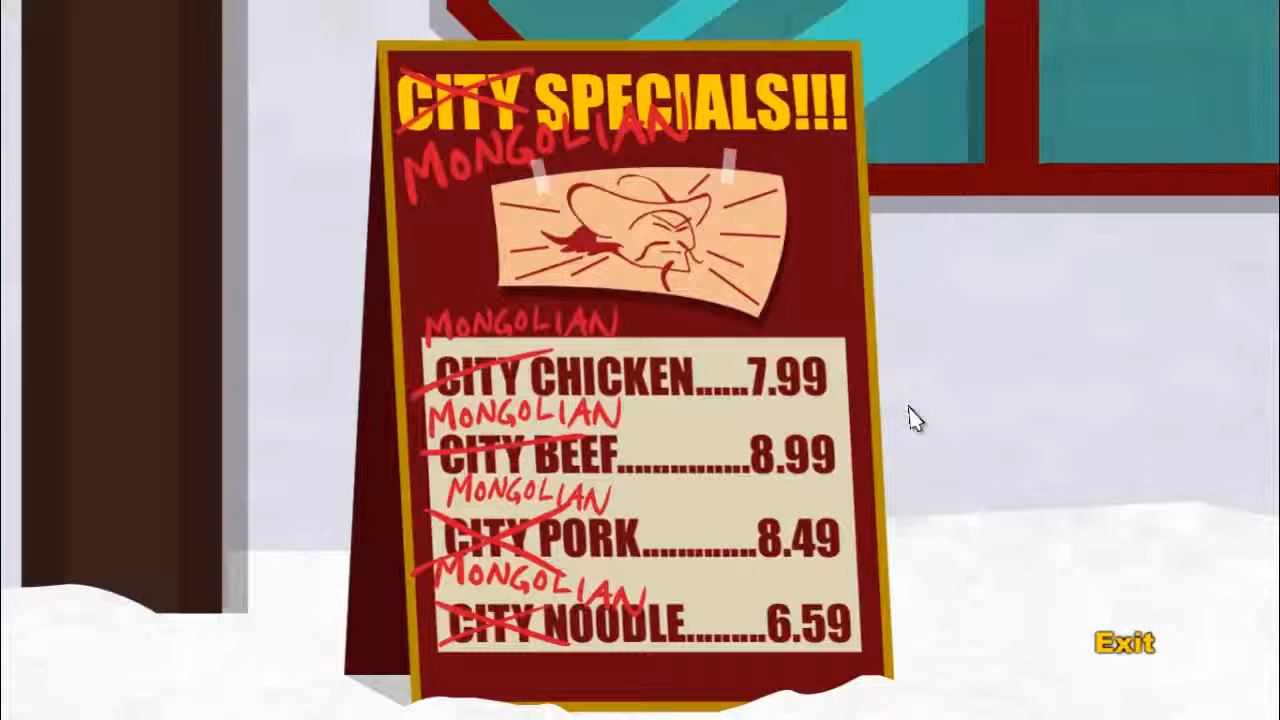 CITY SPECIALS!!!
MONGOLIAN
MONGOLIAN
CITY CHICKEN......7.99
MONGOLIAN
CITY BEEF...............8.99
MONGOLIAN
CITY PORK.............8.49
MONGOLIAN
CITY NOODLE.........6.59
Exit